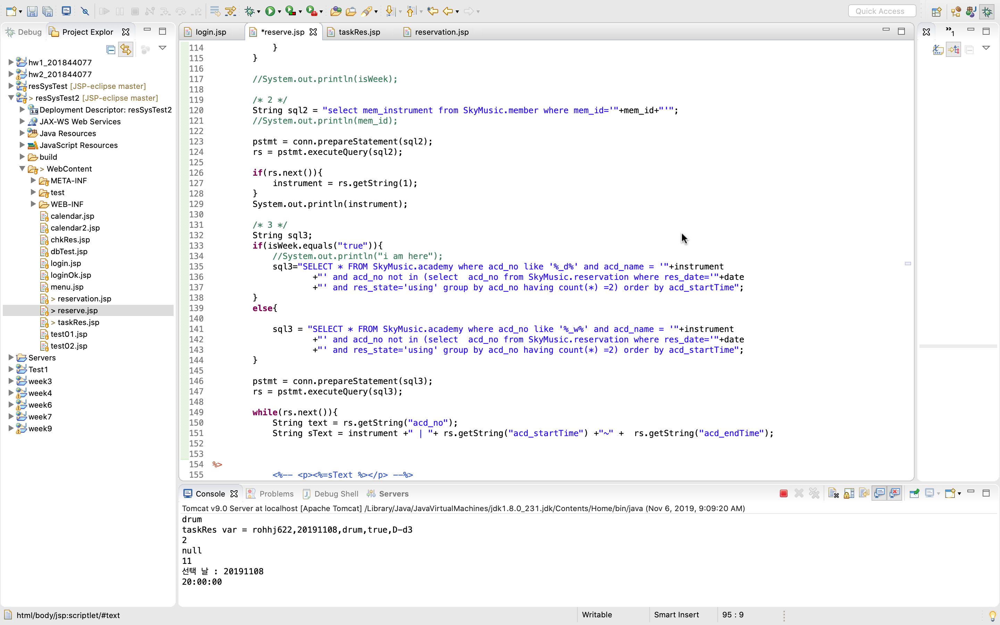 Quick Access
Debug
Project Explor
login.jsp
*reserve.jsp
taskRes.jsp
reservation.jsp
»1
hw1_201844077
hw2_201844077
resSysTest [JSP-eclipse master]
> resSysTest2 [JSP-eclipse master]
3.0 Deployment Descriptor: resSysTest2
JAX-WS Web Services
Java Resources
JavaScript Resources
build
> WebContent
META-INF
test
WEB-INF
calendar.jsp
calendar2.jsp
chkRes.jsp
dbTest.jsp
login.jsp
loginOk.jsp
menu.jsp
> reservation.jsp
> reserve.jsp
> taskRes.jsp
test01.jsp
test02.jsp
Servers
Test1
week3
week4
week6
week7
week9
114 }
115 }
116
117 //System.out.println(isWeek);
118
119 /* 2 */
120 String sql2 = "select mem_instrument from SkyMusic.member where mem_id='"+mem_id+"'";
121 //System.out.println(mem_id);
122
123 pstmt = conn.prepareStatement(sql2);
124 rs = pstmt.executeQuery(sql2);
125
126 if(rs.next()){
127 instrument = rs.getString(1);
128 }
129 System.out.println(instrument);
130
131 /* 3 */
132 String sql3;
133 if(isWeek.equals("true")){
134 //System.out.println("i am here");
135 sql3="SELECT * FROM SkyMusic.academy where acd_no like '%_d%' and acd_name = '"+instrument
136 +"' and acd_no not in (select  acd_no from SkyMusic.reservation where res_date='"+date
137 +"' and res_state='using' group by acd_no having count(*) =2) order by acd_startTime";
138 }
139 else{
140
141 sql3 = "SELECT * FROM SkyMusic.academy where acd_no like '%_w%' and acd_name = '"+instrument
142 +"' and acd_no not in (select  acd_no from SkyMusic.reservation where res_date='"+date
143 +"' and res_state='using' group by acd_no having count(*) =2) order by acd_startTime";
144 }
145
146 pstmt = conn.prepareStatement(sql3);
147 rs = pstmt.executeQuery(sql3);
148
149 while(rs.next()){
150 String text = rs.getString("acd_no");
151 String sText = instrument +" | "+ rs.getString("acd_startTime") +"~" +  rs.getString("acd_endTime");
152
153
154 %>
155 <%-- <p><%=sText %></p> --%>
Console
Problems
Debug Shell
Servers
Tomcat v9.0 Server at localhost [Apache Tomcat] /Library/Java/JavaVirtualMachines/jdk1.8.0_231.jdk/Contents/Home/bin/java (Nov 6, 2019, 9:09:20 AM)
drum
taskRes var = rohhj622,20191108,drum,true,D-d3
2
null
11
선택 날 : 20191108
20:00:00
html/body/jsp:scriptlet/#text
Writable
Smart Insert
95 : 9